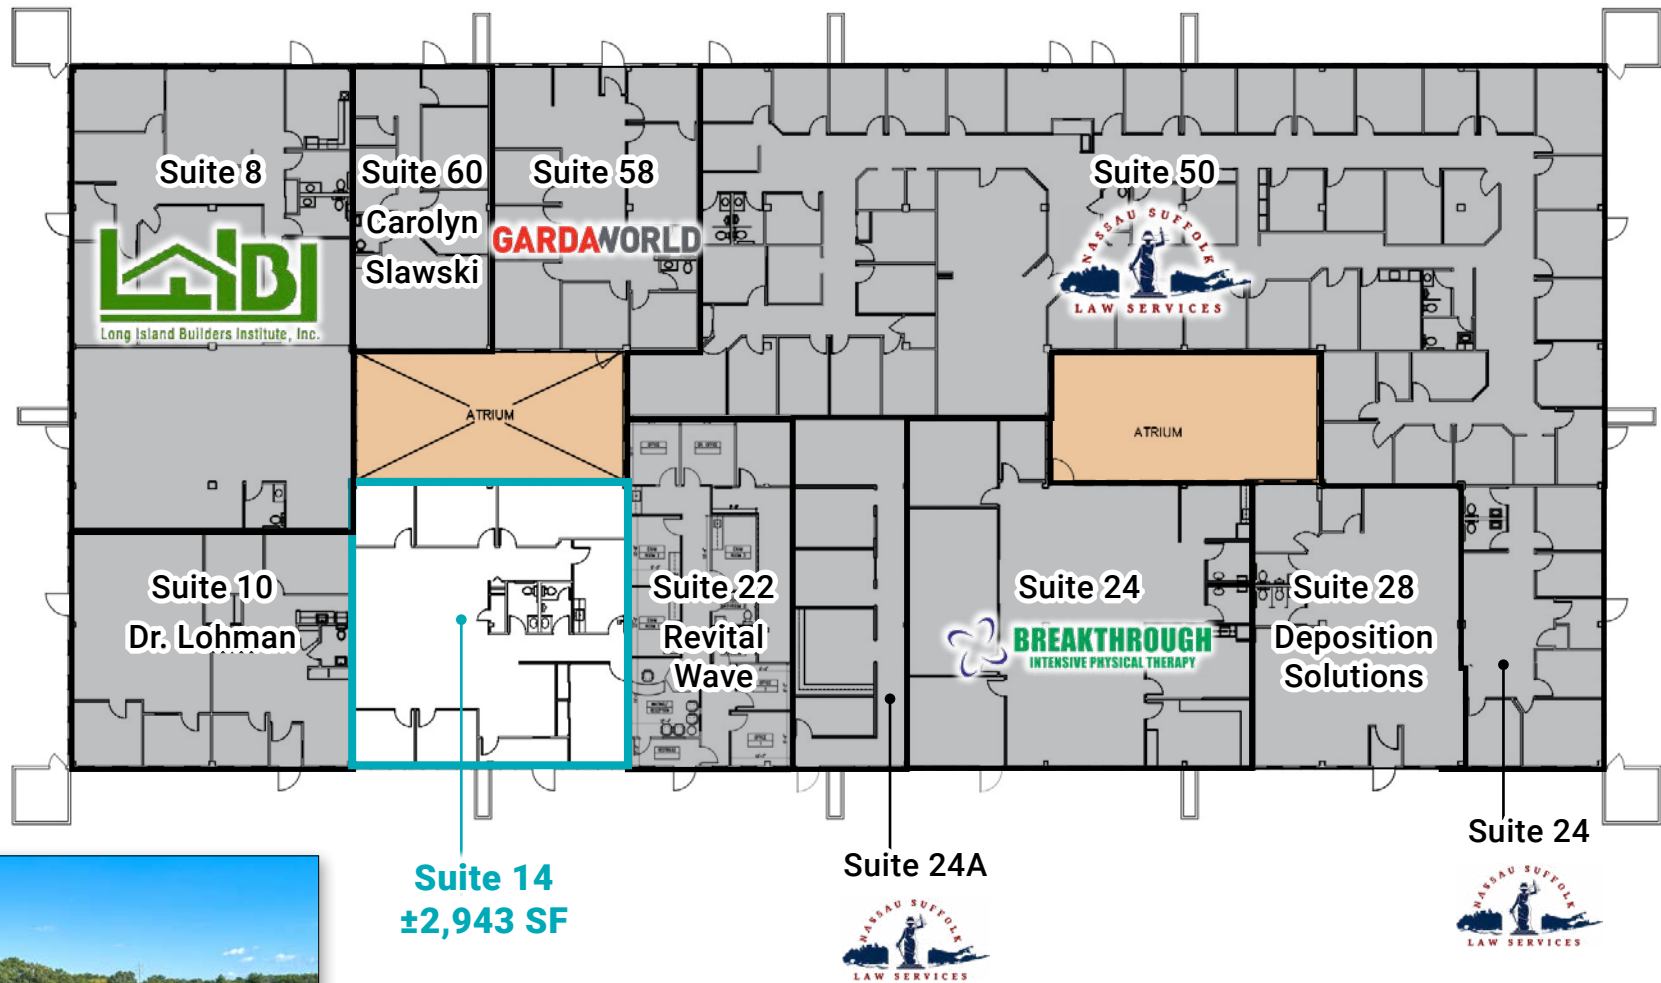 Suite 8
LIBI
Long Island Builders Institute, Inc.
Suite 60
Carolyn
Slawski
Suite 58
GARDAWORLD
Suite 50
NASSAU SUFFOLK
LAW SERVICES
ATRIUM
ATRIUM
Suite 10
Dr. Lohman
Suite 22
Revital
Wave
Suite 24
BREAKTHROUGH
INTENSIVE PHYSICAL THERAPY
Suite 28
Deposition
Solutions
Suite 14
±2,943 SF
Suite 24A
NASSAU SUFFOLK
LAW SERVICES
Suite 24
NASSAU SUFFOLK
LAW SERVICES